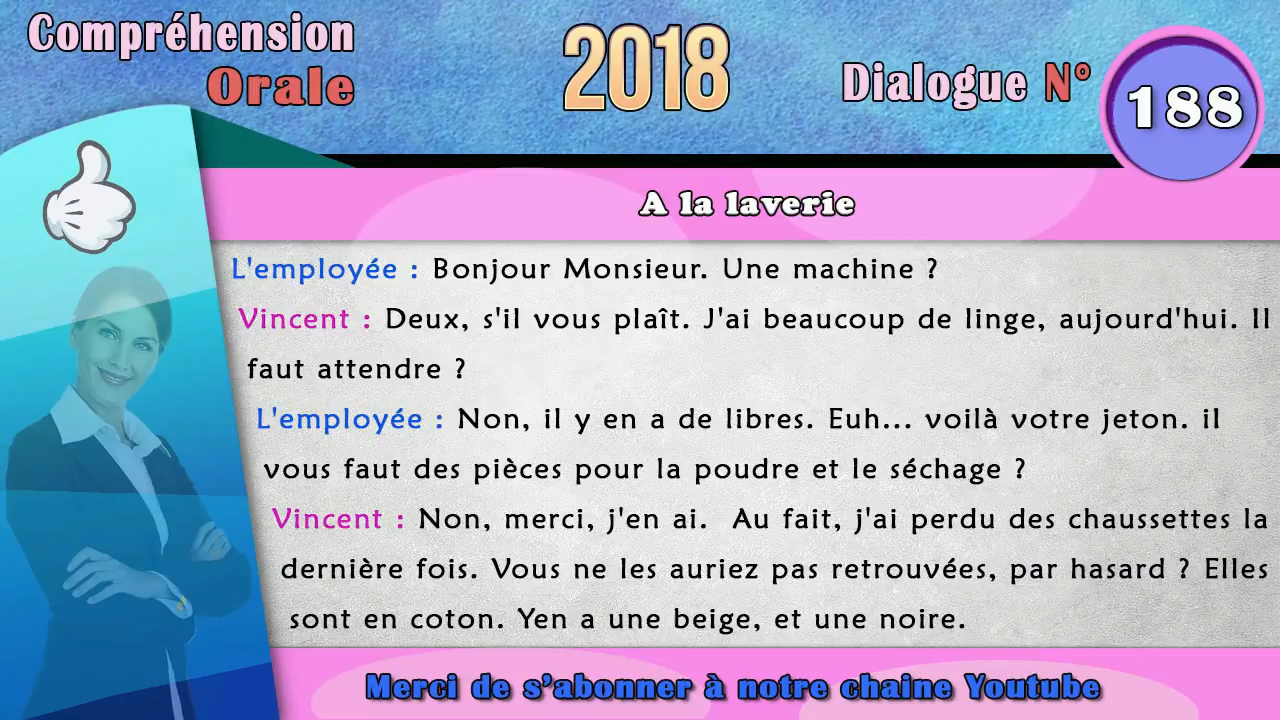 Compréhension
Orale
2018
Dialogue N°
188
A la laverie
L'employée : Bonjour Monsieur. Une machine ?
Vincent : Deux, s'il vous plaît. J'ai beaucoup de linge, aujourd'hui. Il
faut attendre ?
L'employée : Non, il y en a de libres. Euh... voilà votre jeton. il
vous faut des pièces pour la poudre et le séchage ?
Vincent : Non, merci, j'en ai. Au fait, j'ai perdu des chaussettes la
dernière fois. Vous ne les auriez pas retrouvées, par hasard ? Elles
sont en coton. Yen a une beige, et une noire.
Merci de s'abonner à notre chaine Youtube